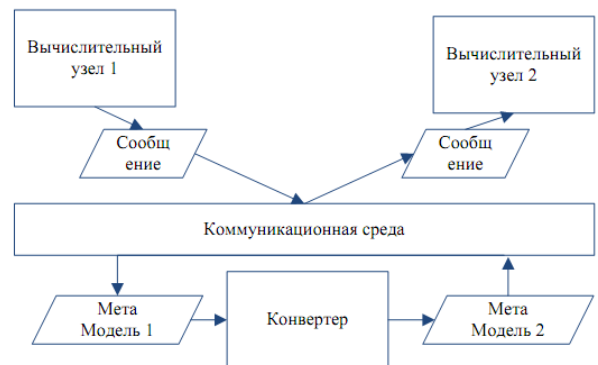 Вычислительный
узел 1
Вычислительный
узел 2
Сообщ
ение
Сообщ
ение
Коммуникационная среда
Мета
Модель 1
Конвертер
Мета
Модель 2